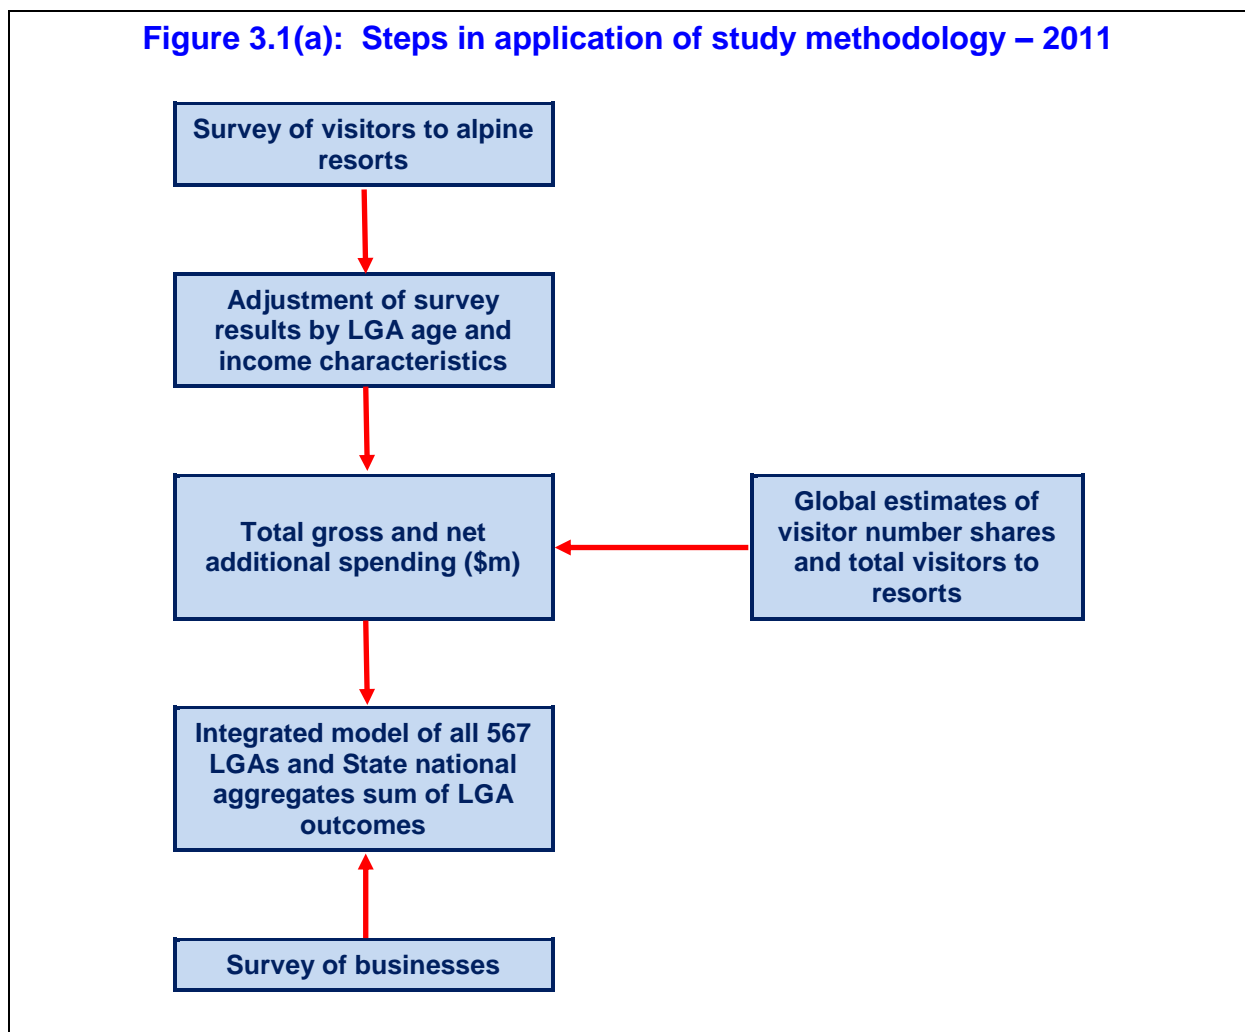 Figure 3.1(a):  Steps in application of study methodology – 2011
Survey of visitors to alpine
resorts
Adjustment of survey
results by LGA age and
income characteristics
Total gross and net
additional spending ($m)
Global estimates of
visitor number shares
and total visitors to
resorts
Integrated model of all 567
LGAs and State national
aggregates sum of LGA
outcomes
Survey of businesses